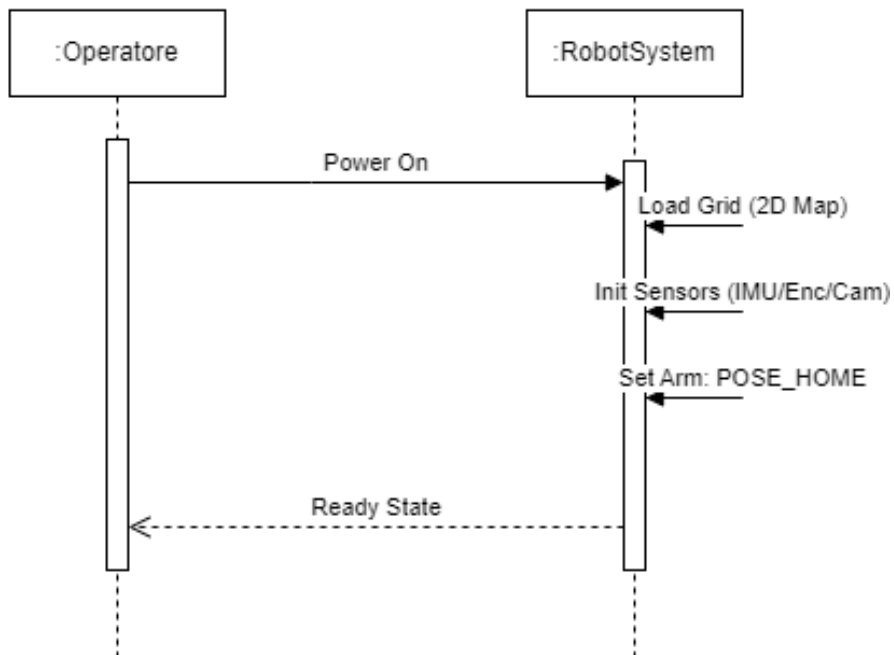 :Operatore
:RobotSystem
Power On
Load Grid (2D Map)
Init Sensors (IMU/Enc/Cam)
Set Arm: POSE_HOME
Ready State